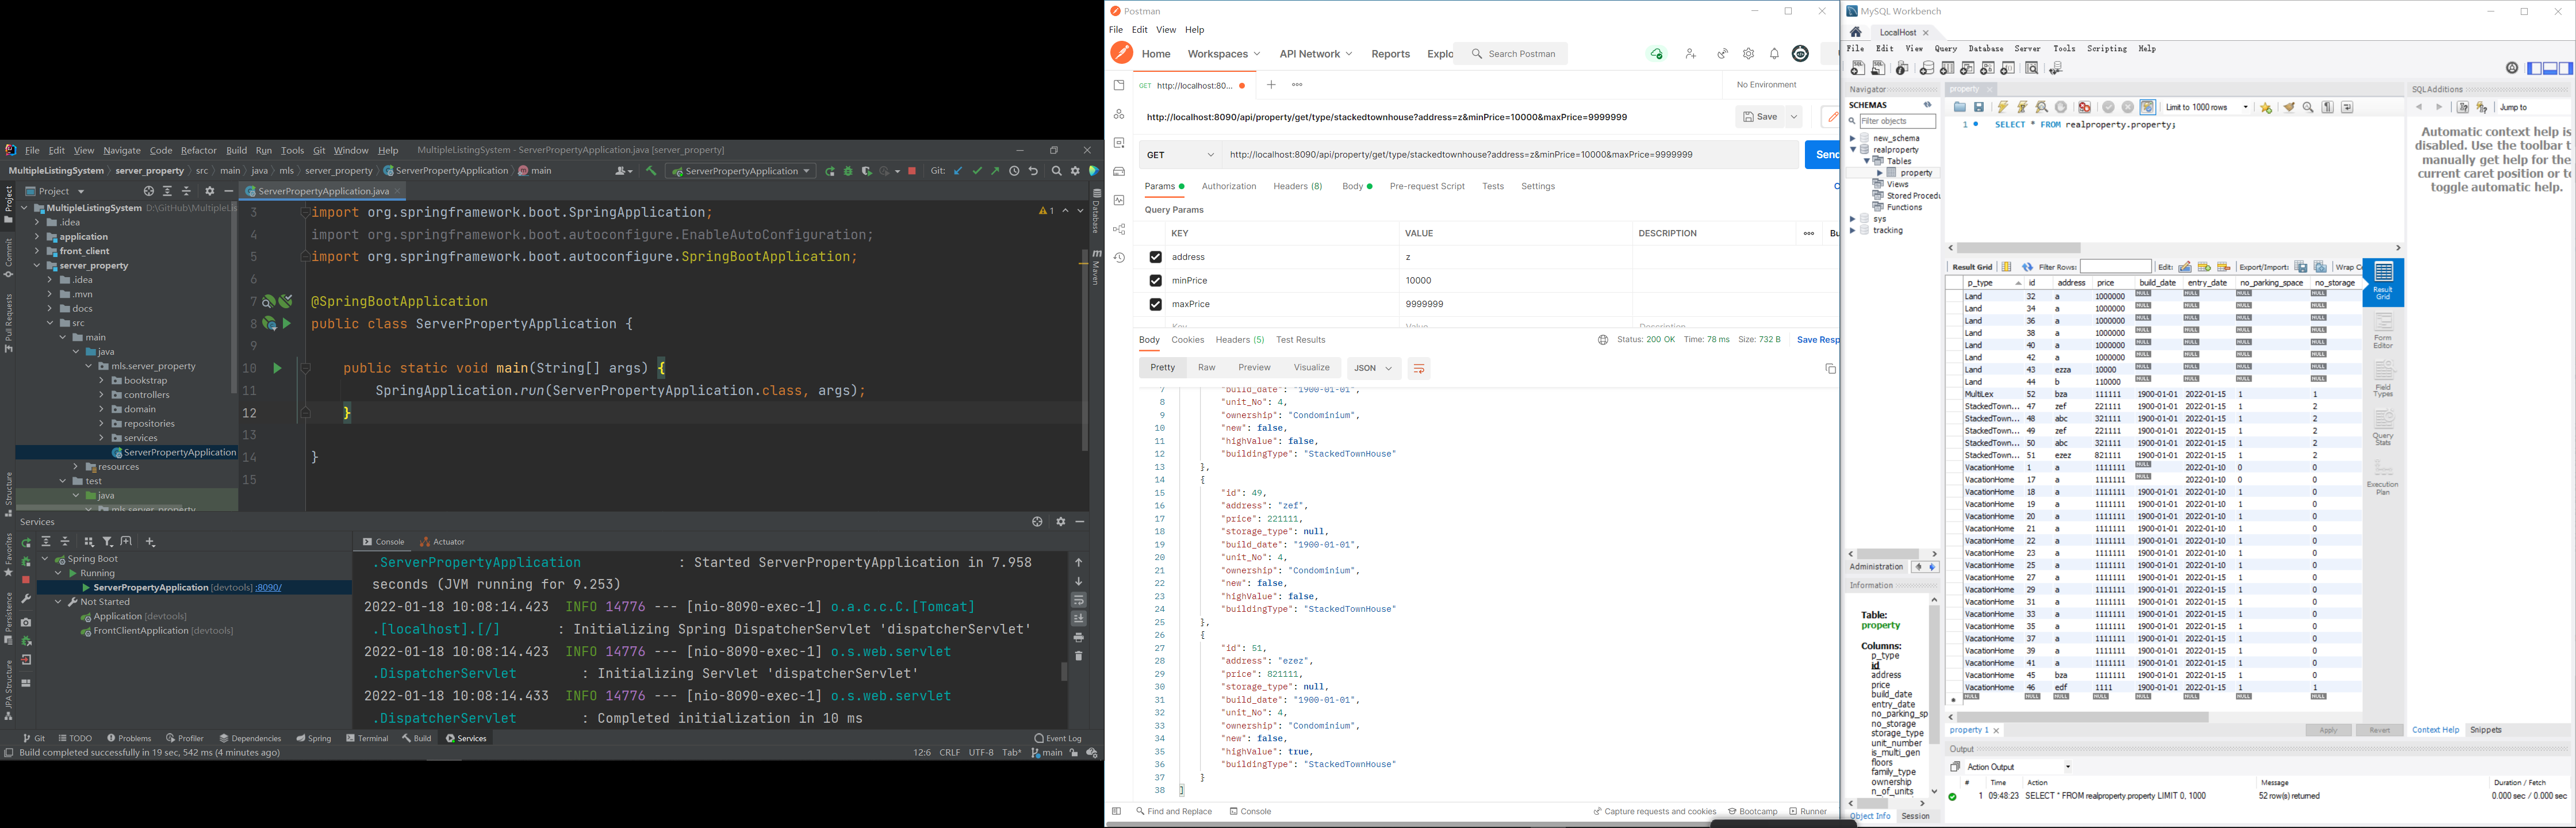 File Edit View Navigate Code Refactor Build Run Tools Git Window Help MultipleListingSystem - ServerPropertyApplication.java [server_property]
MultipleListingSystem server_property src main java mls server_property ServerPropertyApplication main
ServerPropertyApplication Git:
Project
ServerPropertyApplication.java
MultipleListingSystem
.idea
application
front_client
server_property
.idea
.mvn
docs
src
main
java
mls.server_property
bookstrap
controllers
domain
repositories
services
ServerPropertyApplication
resources
test
java
3 import org.springframework.boot.SpringApplication;
4 import org.springframework.boot.autoconfigure.EnableAutoConfiguration;
5 import org.springframework.boot.autoconfigure.SpringBootApplication;
6
7 @SpringBootApplication
8 public class ServerPropertyApplication {
9
10 public static void main(String[] args) {
11 SpringApplication.run(ServerPropertyApplication.class, args);
12 }
13
14 }
15
Project
Commit
Pull Requests
Structure
Favorites
Persistence
JPA Structure
Database
Maven
Services
Spring Boot
Running
ServerPropertyApplication [devtools] :8090/
Not Started
Application [devtools]
FrontClientApplication [devtools]
Console Actuator
.ServerPropertyApplication : Started ServerPropertyApplication in 7.958
seconds (JVM running for 9.253)
2022-01-18 10:08:14.423 INFO 14776 --- [nio-8090-exec-1] o.a.c.c.C.[Tomcat]
.[localhost].[/] : Initializing Spring DispatcherServlet 'dispatcherServlet'
2022-01-18 10:08:14.423 INFO 14776 --- [nio-8090-exec-1] o.s.web.servlet
.DispatcherServlet : Initializing Servlet 'dispatcherServlet'
2022-01-18 10:08:14.433 INFO 14776 --- [nio-8090-exec-1] o.s.web.servlet
.DispatcherServlet : Completed initialization in 10 ms
Git TODO Problems Profiler Dependencies Spring Terminal Build Services Event Log
Build completed successfully in 19 sec, 542 ms (4 minutes ago) 12:6 CRLF UTF-8 Tab* main
Postman
File Edit View Help
Home Workspaces API Network Reports Explo Search Postman
GET http://localhost:80... No Environment
http://localhost:8090/api/property/get/type/stackedtownhouse?address=z&minPrice=10000&maxPrice=9999999 Save
GET http://localhost:8090/api/property/get/type/stackedtownhouse?address=z&minPrice=10000&maxPrice=9999999 Send
Params Authorization Headers (8) Body Pre-request Script Tests Settings
Query Params
KEY VALUE DESCRIPTION Bu
address z
minPrice 10000
maxPrice 9999999
Key Value Description
Body Cookies Headers (5) Test Results Status: 200 OK Time: 78 ms Size: 732 B Save Resp
Pretty Raw Preview Visualize JSON
7 "build_date": "1900-01-01",
8 "unit_No": 4,
9 "ownership": "Condominium",
10 "new": false,
11 "highValue": false,
12 "buildingType": "StackedTownHouse"
13 },
14 {
15 "id": 49,
16 "address": "zef",
17 "price": 221111,
18 "storage_type": null,
19 "build_date": "1900-01-01",
20 "unit_No": 4,
21 "ownership": "Condominium",
22 "new": false,
23 "highValue": false,
24 "buildingType": "StackedTownHouse"
25 },
26 {
27 "id": 51,
28 "address": "ezez",
29 "price": 821111,
30 "storage_type": null,
31 "build_date": "1900-01-01",
32 "unit_No": 4,
33 "ownership": "Condominium",
34 "new": false,
35 "highValue": true,
36 "buildingType": "StackedTownHouse"
37 }
38 ]
Find and Replace Console Capture requests and cookies Bootcamp Runner
MySQL Workbench
LocalHost
File Edit View Query Database Server Tools Scripting Help
Navigator
SCHEMAS
Filter objects
new_schema
realproperty
Tables
property
Views
Stored Procedu
Functions
sys
tracking
Administration
Information
Table:
property
Columns:
p_type
id
address
price
build_date
entry_date
no_parking_sp
no_storage
storage_type
unit_number
is_multi_gen
floors
family_type
ownership
n_of_units
Object Info Session
property
Limit to 1000 rows
1 SELECT * FROM realproperty.property;
Result Grid Filter Rows: Edit: Export/Import: Wrap C
p_type id address price build_date entry_date no_parking_space no_storage
Land 32 a 1000000 NULL NULL NULL NULL
Land 34 a 1000000 NULL NULL NULL NULL
Land 36 a 1000000 NULL NULL NULL NULL
Land 38 a 1000000 NULL NULL NULL NULL
Land 40 a 1000000 NULL NULL NULL NULL
Land 42 a 1000000 NULL NULL NULL NULL
Land 43 ezza 10000 NULL NULL NULL NULL
Land 44 b 110000 NULL NULL NULL NULL
MultiLex 52 bza 111111 1900-01-01 2022-01-15 1 1
StackedTown... 47 zef 221111 1900-01-01 2022-01-15 1 2
StackedTown... 48 abc 321111 1900-01-01 2022-01-15 1 2
StackedTown... 49 zef 221111 1900-01-01 2022-01-15 1 2
StackedTown... 50 abc 321111 1900-01-01 2022-01-15 1 2
StackedTown... 51 ezez 821111 1900-01-01 2022-01-15 1 2
VacationHome 1 a 1111111 NULL 2022-01-10 0 0
VacationHome 17 a 1111111 NULL 2022-01-10 0 0
VacationHome 18 a 1111111 1900-01-01 2022-01-10 1 0
VacationHome 19 a 1111111 1900-01-01 2022-01-10 1 0
VacationHome 20 a 1111111 1900-01-01 2022-01-10 1 0
VacationHome 21 a 1111111 1900-01-01 2022-01-10 1 0
VacationHome 22 a 1111111 1900-01-01 2022-01-10 1 0
VacationHome 23 a 1111111 1900-01-01 2022-01-10 1 0
VacationHome 25 a 1111111 1900-01-01 2022-01-10 1 0
VacationHome 27 a 1111111 1900-01-01 2022-01-15 1 0
VacationHome 29 a 1111111 1900-01-01 2022-01-15 1 0
VacationHome 31 a 1111111 1900-01-01 2022-01-15 1 0
VacationHome 33 a 1111111 1900-01-01 2022-01-15 1 0
VacationHome 35 a 1111111 1900-01-01 2022-01-15 1 0
VacationHome 37 a 1111111 1900-01-01 2022-01-15 1 0
VacationHome 39 a 1111111 1900-01-01 2022-01-15 1 0
VacationHome 41 a 1111111 1900-01-01 2022-01-15 1 0
VacationHome 45 bza 1111111 1900-01-01 2022-01-15 1 0
VacationHome 46 edf 1111 1900-01-01 2022-01-15 1 1
NULL NULL NULL NULL NULL NULL NULL NULL
Result Grid
Form Editor
Field Types
Query Stats
Execution Plan
property 1 Apply Revert
Output
Action Output
# Time Action Message Duration / Fetch
1 09:48:23 SELECT * FROM realproperty.property LIMIT 0, 1000 52 row(s) returned 0.000 sec / 0.000 sec
SQLAdditions
Jump to
Automatic context help is
disabled. Use the toolbar t
manually get help for the
current caret position or to
toggle automatic help.
Context Help Snippets